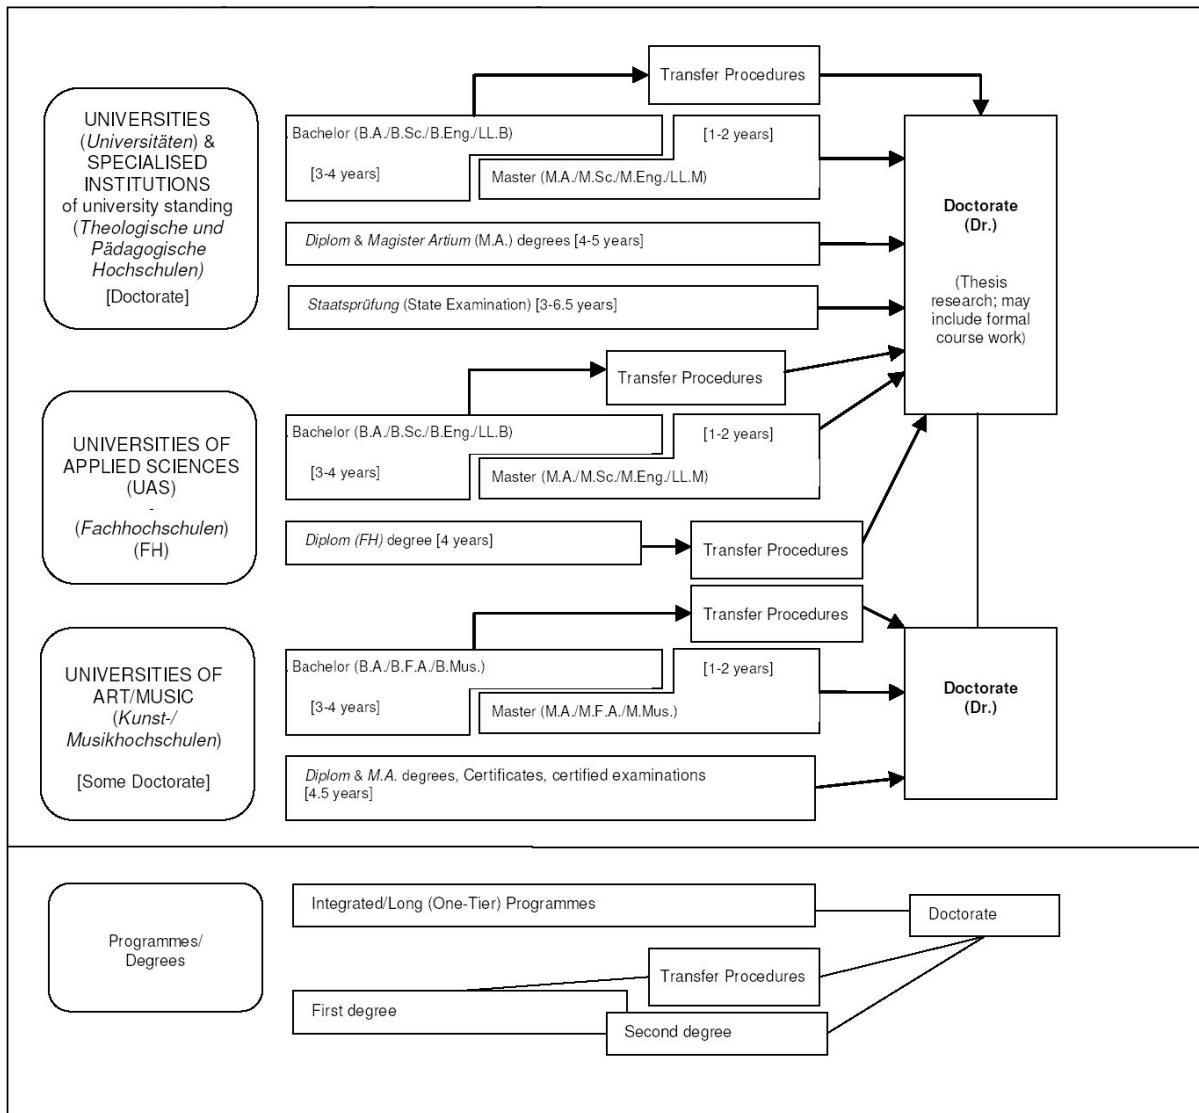 UNIVERSITIES
(Universitäten) &
SPECIALISED
INSTITUTIONS
of university standing
(Theologische und
Pädagogische
Hochschulen)
[Doctorate]
Transfer Procedures
. Bachelor (B.A./B.Sc./B.Eng./LL.B)
[3-4 years]
[1-2 years]
Master (M.A./M.Sc./M.Eng./LL.M)
Diplom & Magister Artium (M.A.) degrees [4-5 years]
Staatsprüfung (State Examination) [3-6.5 years]
Doctorate
(Dr.)
(Thesis
research; may
include formal
course work)
UNIVERSITIES OF
APPLIED SCIENCES
(UAS)
-
(Fachhochschulen)
(FH)
Transfer Procedures
. Bachelor (B.A./B.Sc./B.Eng./LL.B)
[3-4 years]
[1-2 years]
Master (M.A./M.Sc./M.Eng./LL.M)
Diplom (FH) degree [4 years]
Transfer Procedures
UNIVERSITIES OF
ART/MUSIC
(Kunst-/
Musikhochschulen)
[Some Doctorate]
Transfer Procedures
. Bachelor (B.A./B.F.A./B.Mus.)
[3-4 years]
[1-2 years]
Master (M.A./M.F.A./M.Mus.)
Diplom & M.A. degrees, Certificates, certified examinations
[4.5 years]
Doctorate
(Dr.)
Programmes/
Degrees
Integrated/Long (One-Tier) Programmes
Doctorate
Transfer Procedures
First degree
Second degree